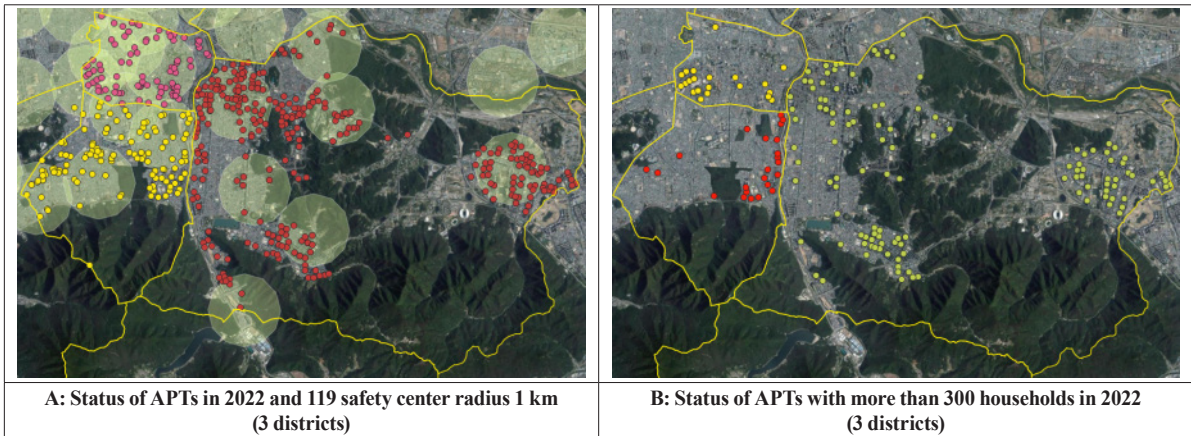 A: Status of APTs in 2022 and 119 safety center radius 1 km
(3 districts)
B: Status of APTs with more than 300 households in 2022
(3 districts)